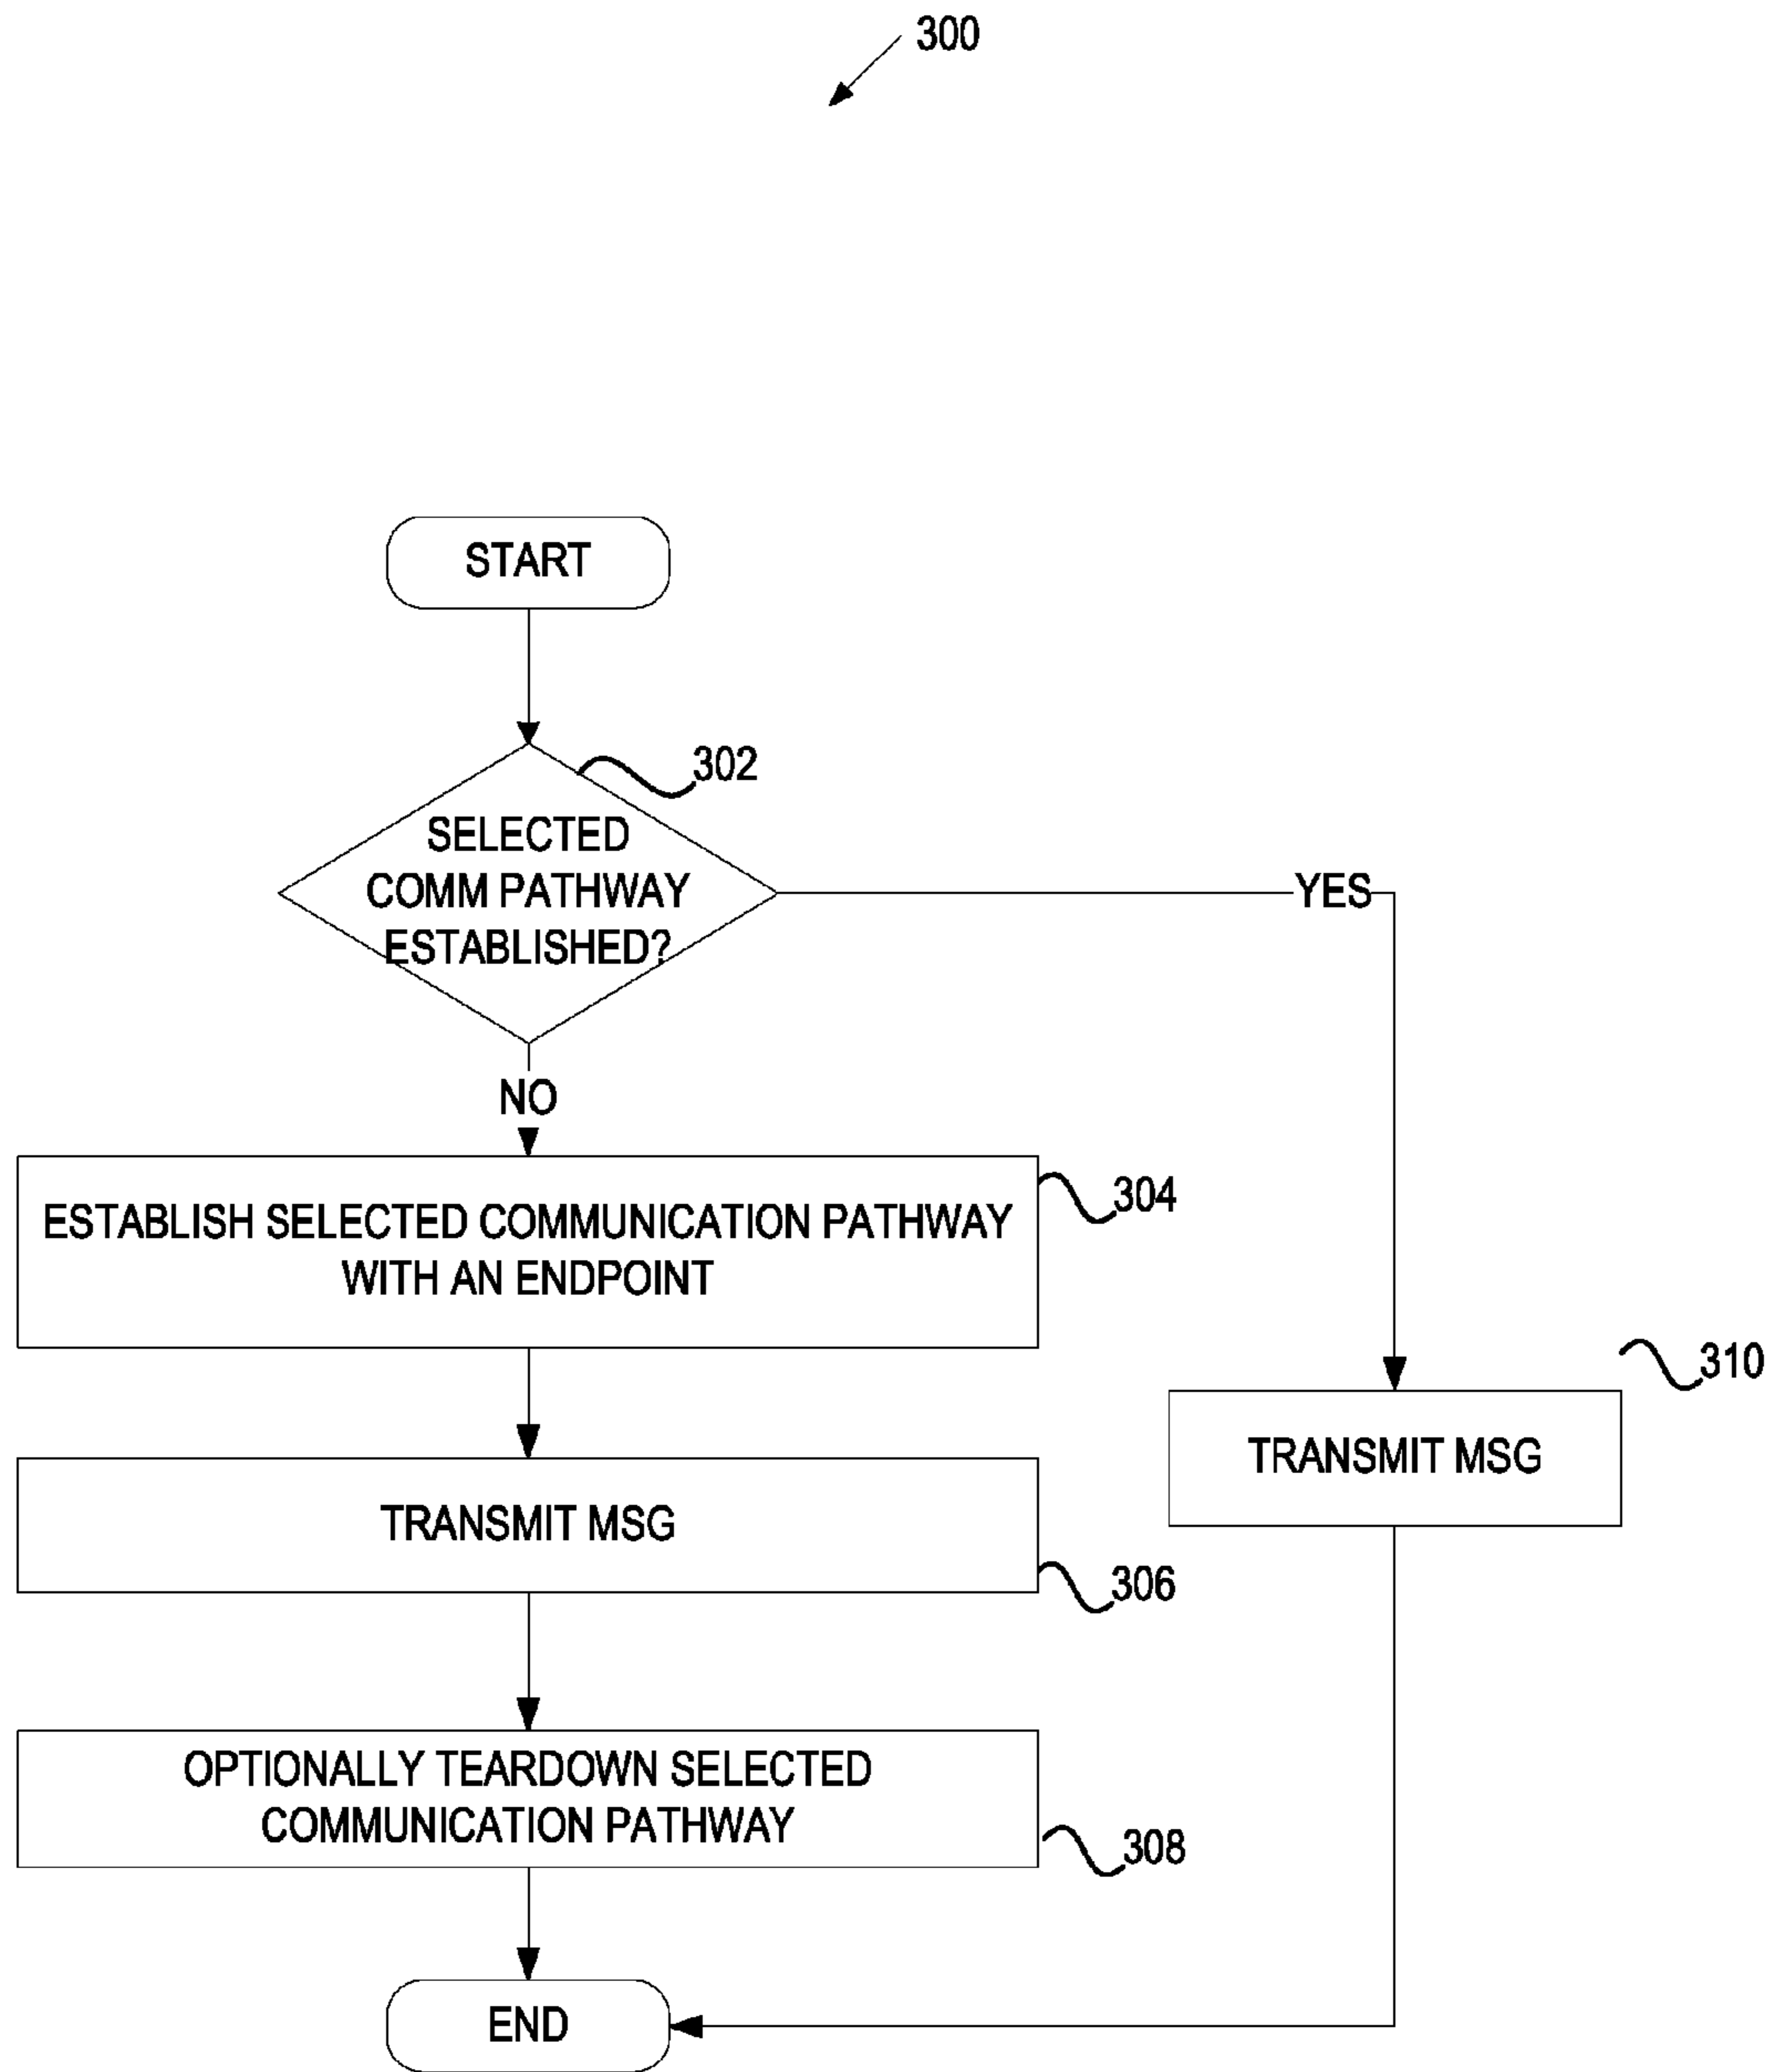 300
START
302
SELECTED
COMM PATHWAY
ESTABLISHED?
YES
NO
304
ESTABLISH SELECTED COMMUNICATION PATHWAY
WITH AN ENDPOINT
310
TRANSMIT MSG
TRANSMIT MSG
306
OPTIONALLY TEARDOWN SELECTED
COMMUNICATION PATHWAY
308
END